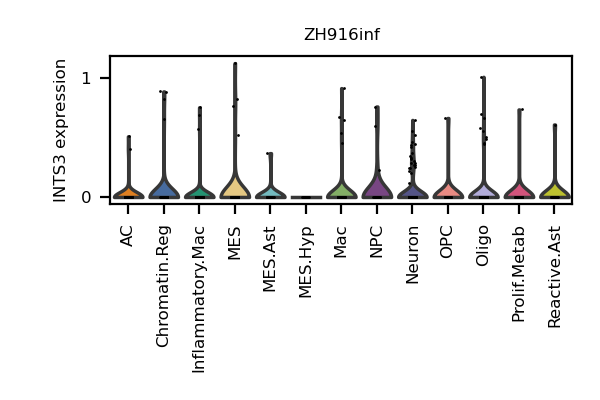 ZH916inf
INTS3 expression
1
0
AC
Chromatin.Reg
Inflammatory.Mac
MES
MES.Ast
MES.Hyp
Mac
NPC
Neuron
OPC
Oligo
Prolif.Metab
Reactive.Ast